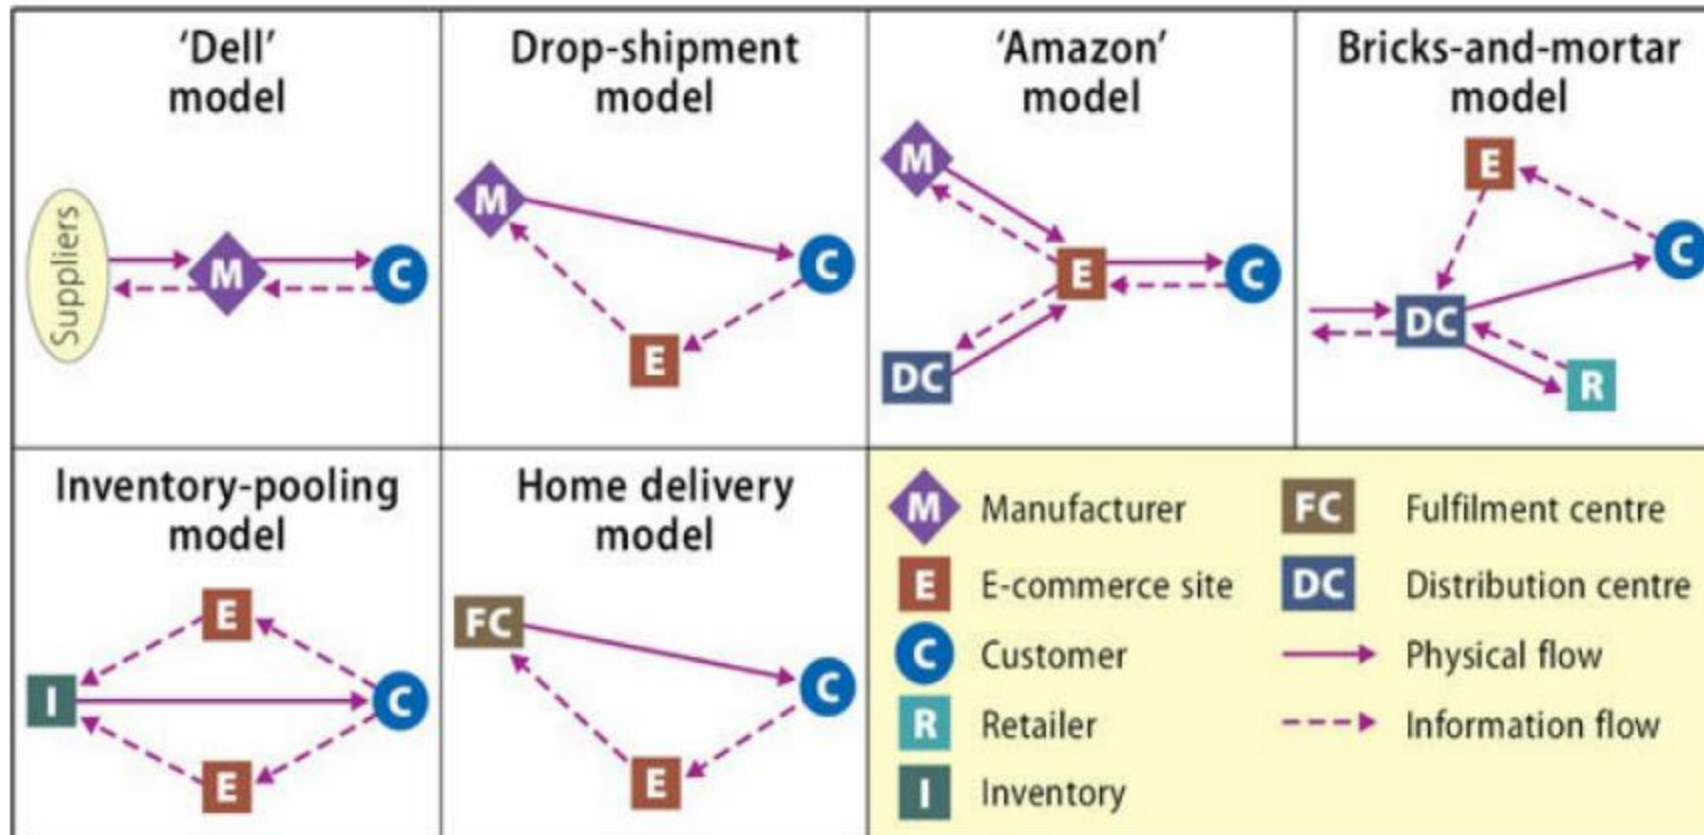 ‘Dell’
model
Drop-shipment
model
‘Amazon’
model
Bricks-and-mortar
model
Suppliers
M
C
M
C
E
M
E
C
DC
E
C
DC
R
Inventory-pooling
model
Home delivery
model
E
I
C
E
FC
C
E
M Manufacturer
E E-commerce site
C Customer
R Retailer
I Inventory
FC Fulfilment centre
DC Distribution centre
Physical flow
Information flow